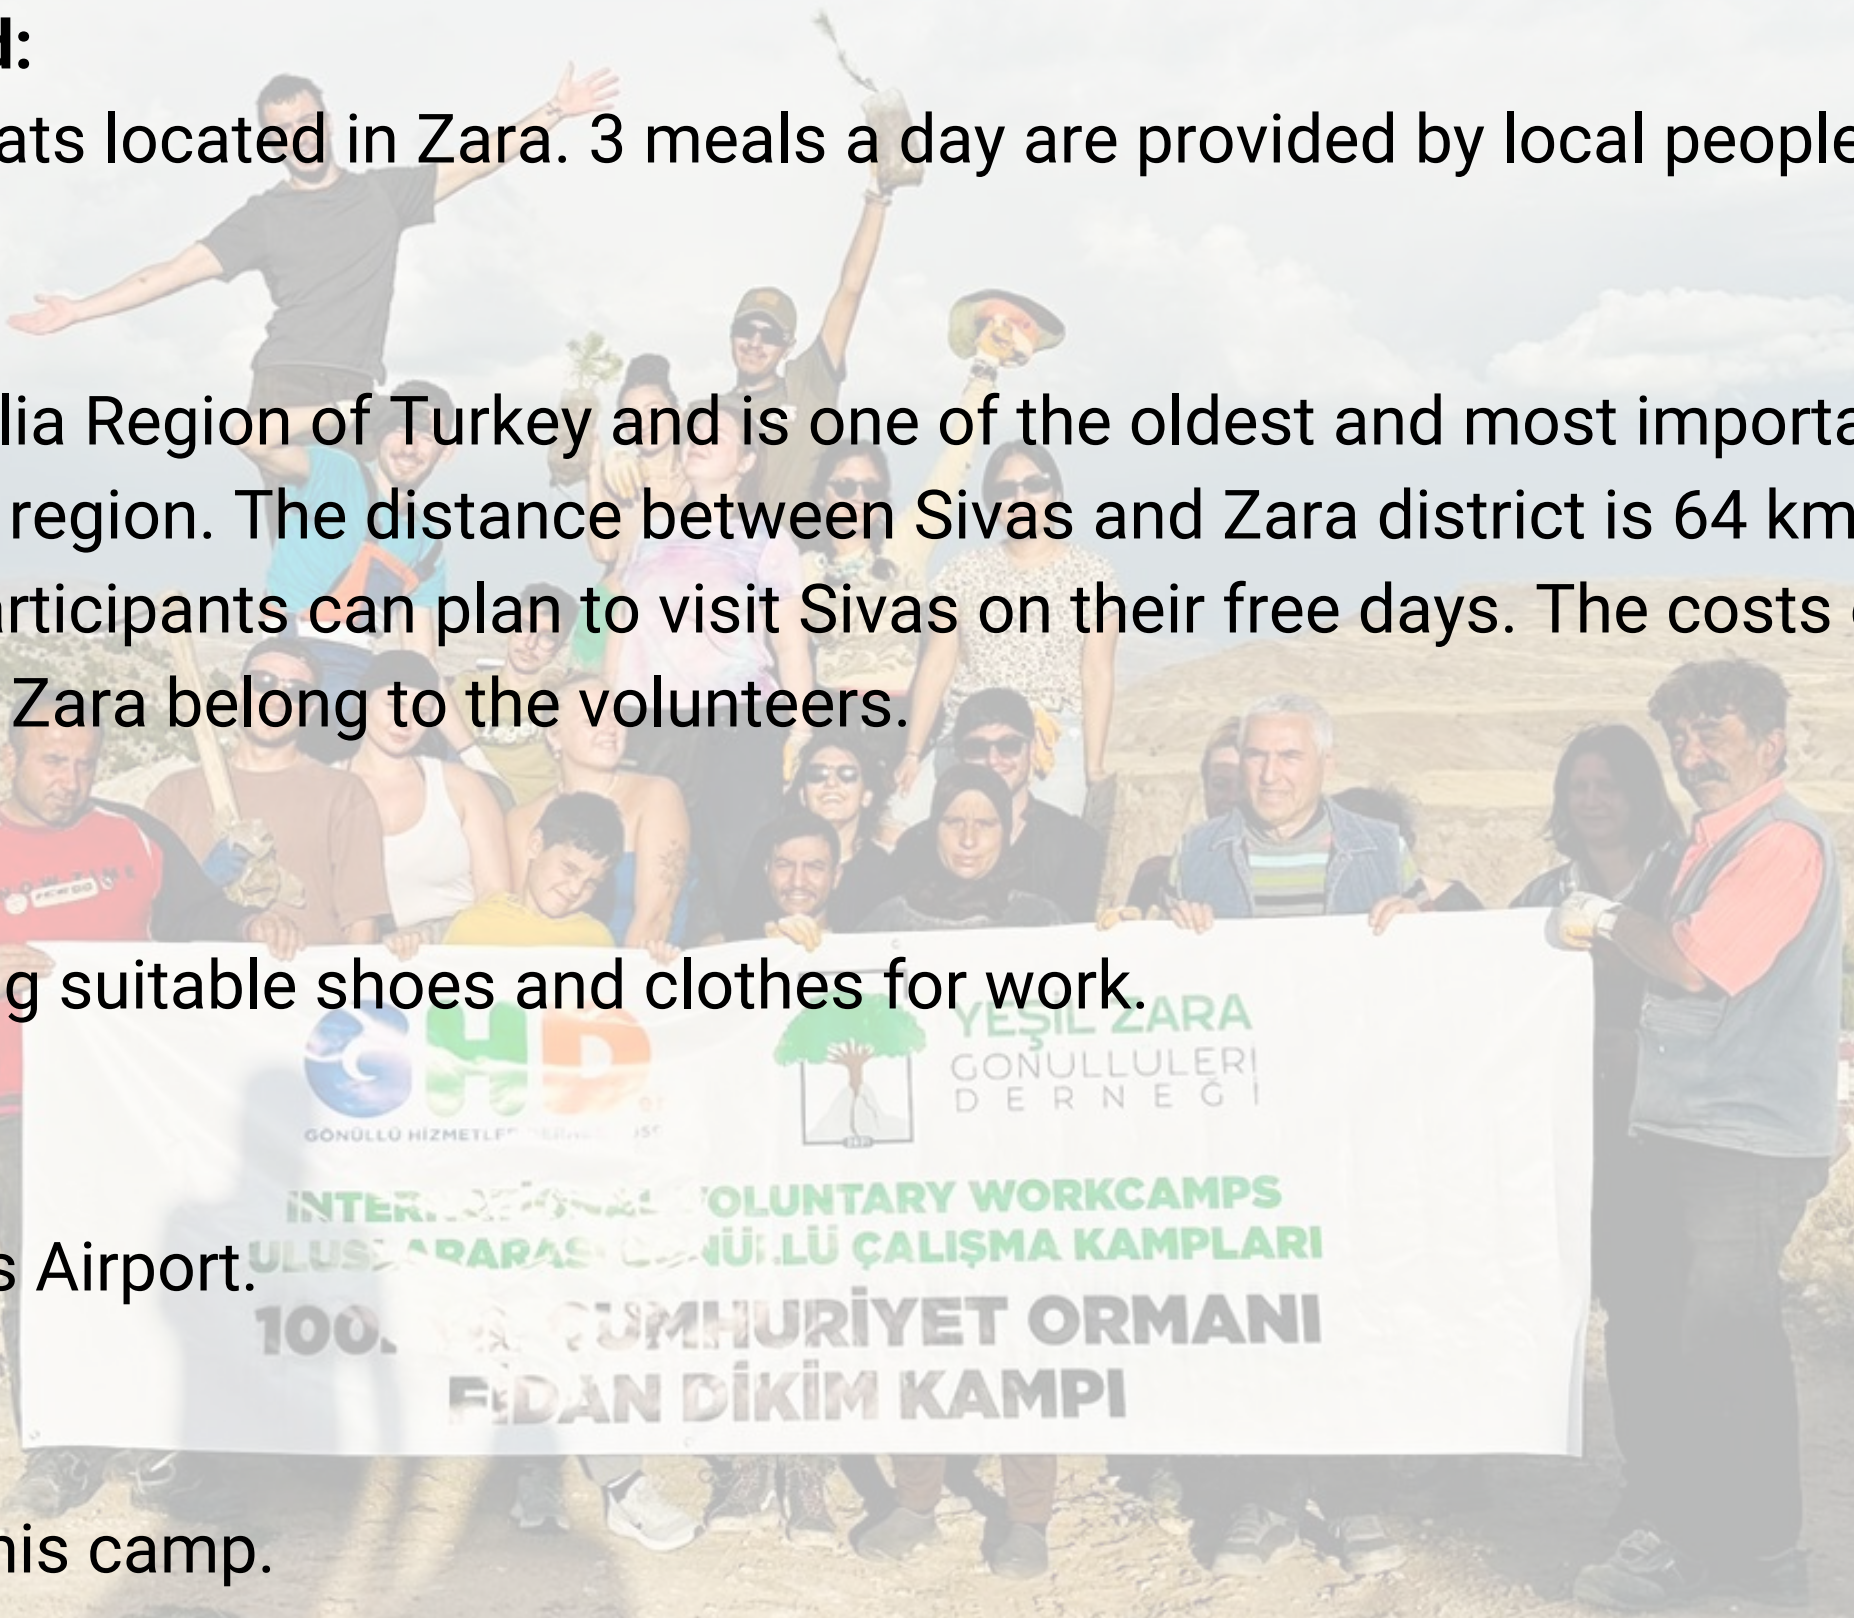 d:
ats located in Zara. 3 meals a day are provided by local people
lia Region of Turkey and is one of the oldest and most importa
region. The distance between Sivas and Zara district is 64 km
articipants can plan to visit Sivas on their free days. The costs
Zara belong to the volunteers.
g suitable shoes and clothes for work.
GHD
YEŞİL ZARA
GÖNÜLLÜLERİ
DERNEĞİ
GÖNÜLLÜ
VOLUNTARY WORKCAMPS
ÇALIŞMA KAMPLARI
s Airport.
100. CUMHURİYET ORMANI
FİDAN DİKİM KAMPI
his camp.